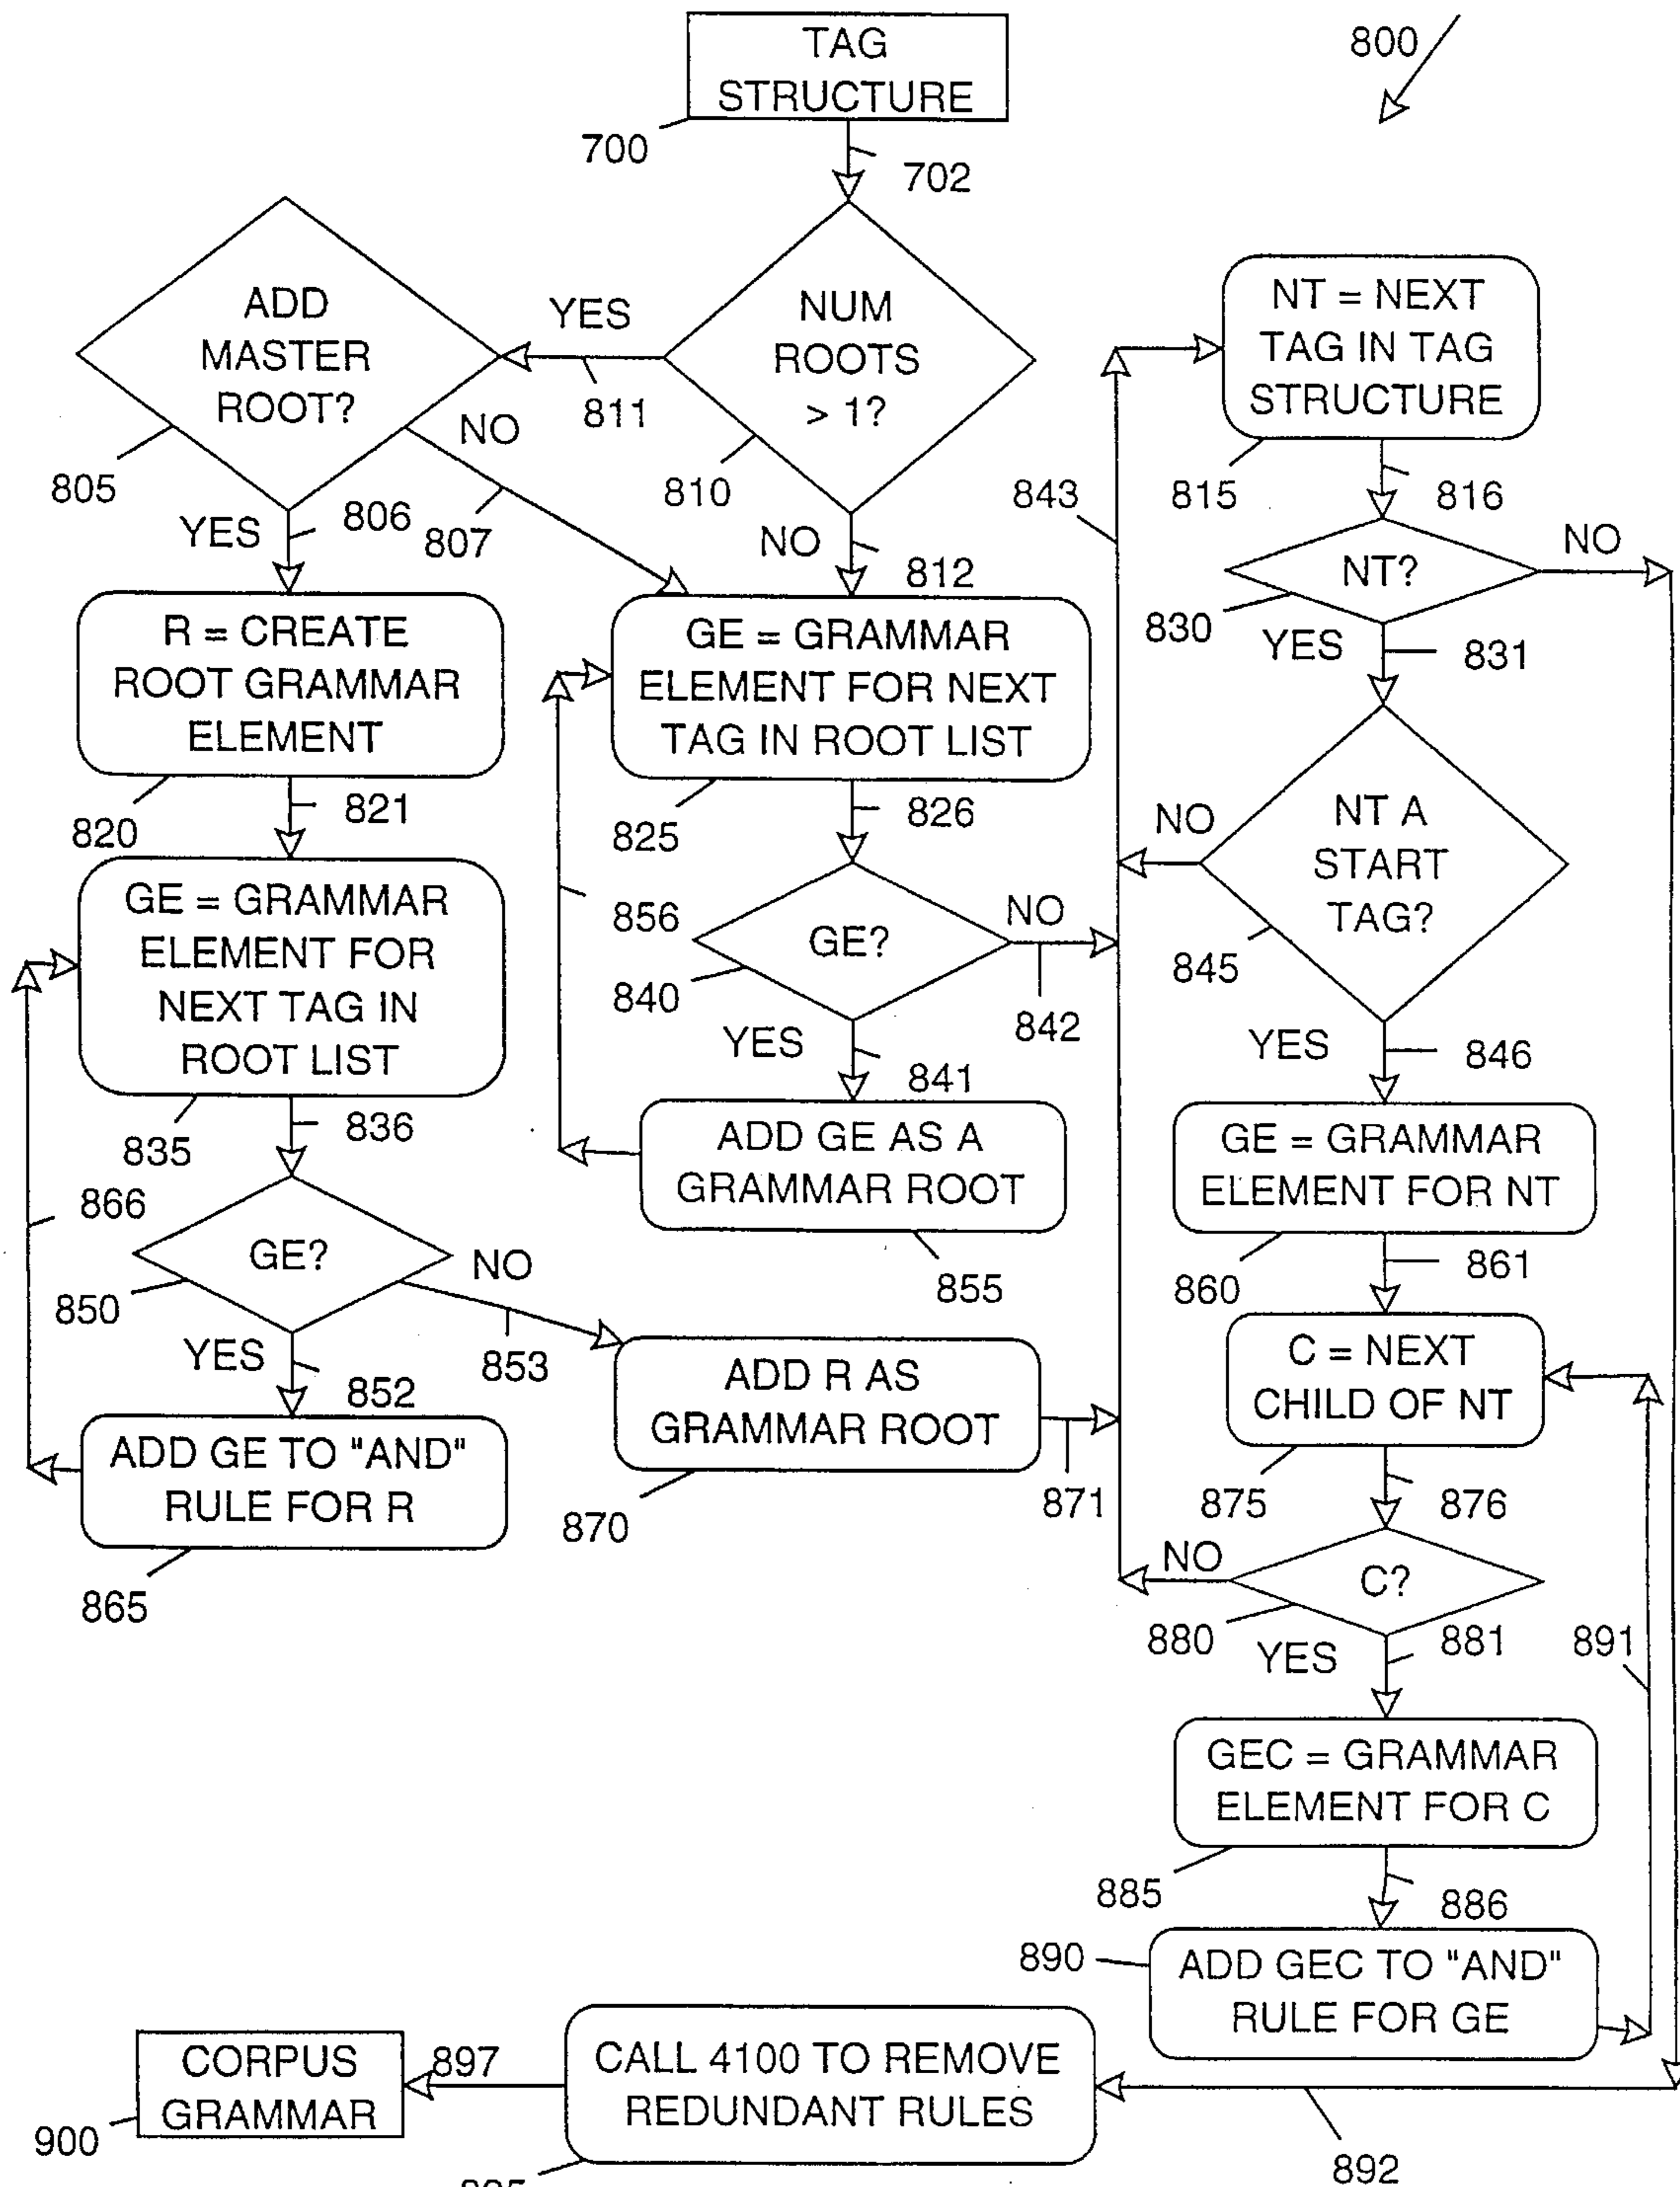 TAG
STRUCTURE
800
700
702
ADD
MASTER
ROOT?
YES
NUM
ROOTS
> 1?
NT = NEXT
TAG IN TAG
STRUCTURE
811
NO
805
810
843
815
816
YES
806
807
NO
812
NT?
NO
830
YES
831
R = CREATE
ROOT GRAMMAR
ELEMENT
GE = GRAMMAR
ELEMENT FOR NEXT
TAG IN ROOT LIST
820
821
825
826
NT A
START
TAG?
NO
845
GE = GRAMMAR
ELEMENT FOR
NEXT TAG IN
ROOT LIST
856
GE?
NO
840
842
YES
841
YES
846
835
836
ADD GE AS A
GRAMMAR ROOT
855
GE = GRAMMAR
ELEMENT FOR NT
860
861
866
GE?
NO
850
853
YES
852
ADD R AS
GRAMMAR ROOT
870
871
C = NEXT
CHILD OF NT
875
876
ADD GE TO "AND"
RULE FOR R
865
NO
C?
880
881
891
YES
GEC = GRAMMAR
ELEMENT FOR C
885
886
890
ADD GEC TO "AND"
RULE FOR GE
CORPUS
GRAMMAR
897
CALL 4100 TO REMOVE
REDUNDANT RULES
900
892